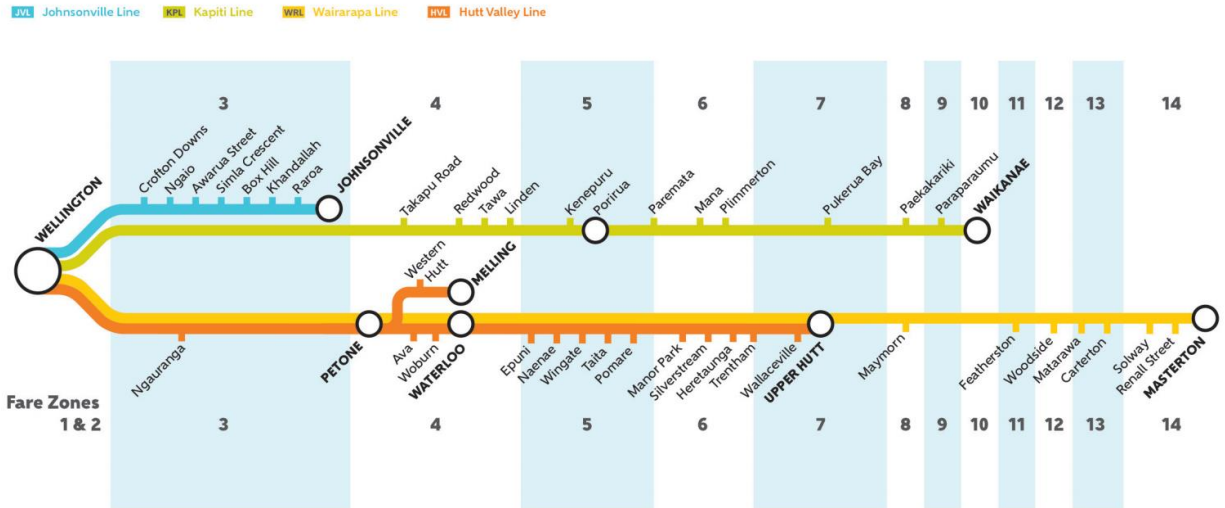 JVL Johnsonville Line KPL Kapiti Line WRL Wairarapa Line HVL Hutt Valley Line
3 4 5 6 7 8 9 10 11 12 13 14
WELLINGTON
Crofton Downs
Ngaio
Awarua Street
Simla Crescent
Box Hill
Khandallah
Raroa
JOHNSONVILLE
Takapu Road
Redwood
Tawa
Linden
Kenepuru
Porirua
Paremata
Mana
Plimmerton
Pukerua Bay
Paekakariki
Paraparaumu
WAIKANAE
Western
Hutt
MELLING
Ngauranga
PETONE
Ava
Woburn
WATERLOO
Epuni
Naenae
Wingate
Taita
Pomare
Manor Park
Silverstream
Heretaunga
Trentham
Wallaceville
UPPER HUTT
Maymorn
Featherston
Woodside
Matarawa
Carterton
Solway
Renall Street
MASTERTON
Fare Zones
1 & 2 3 4 5 6 7 8 9 10 11 12 13 14